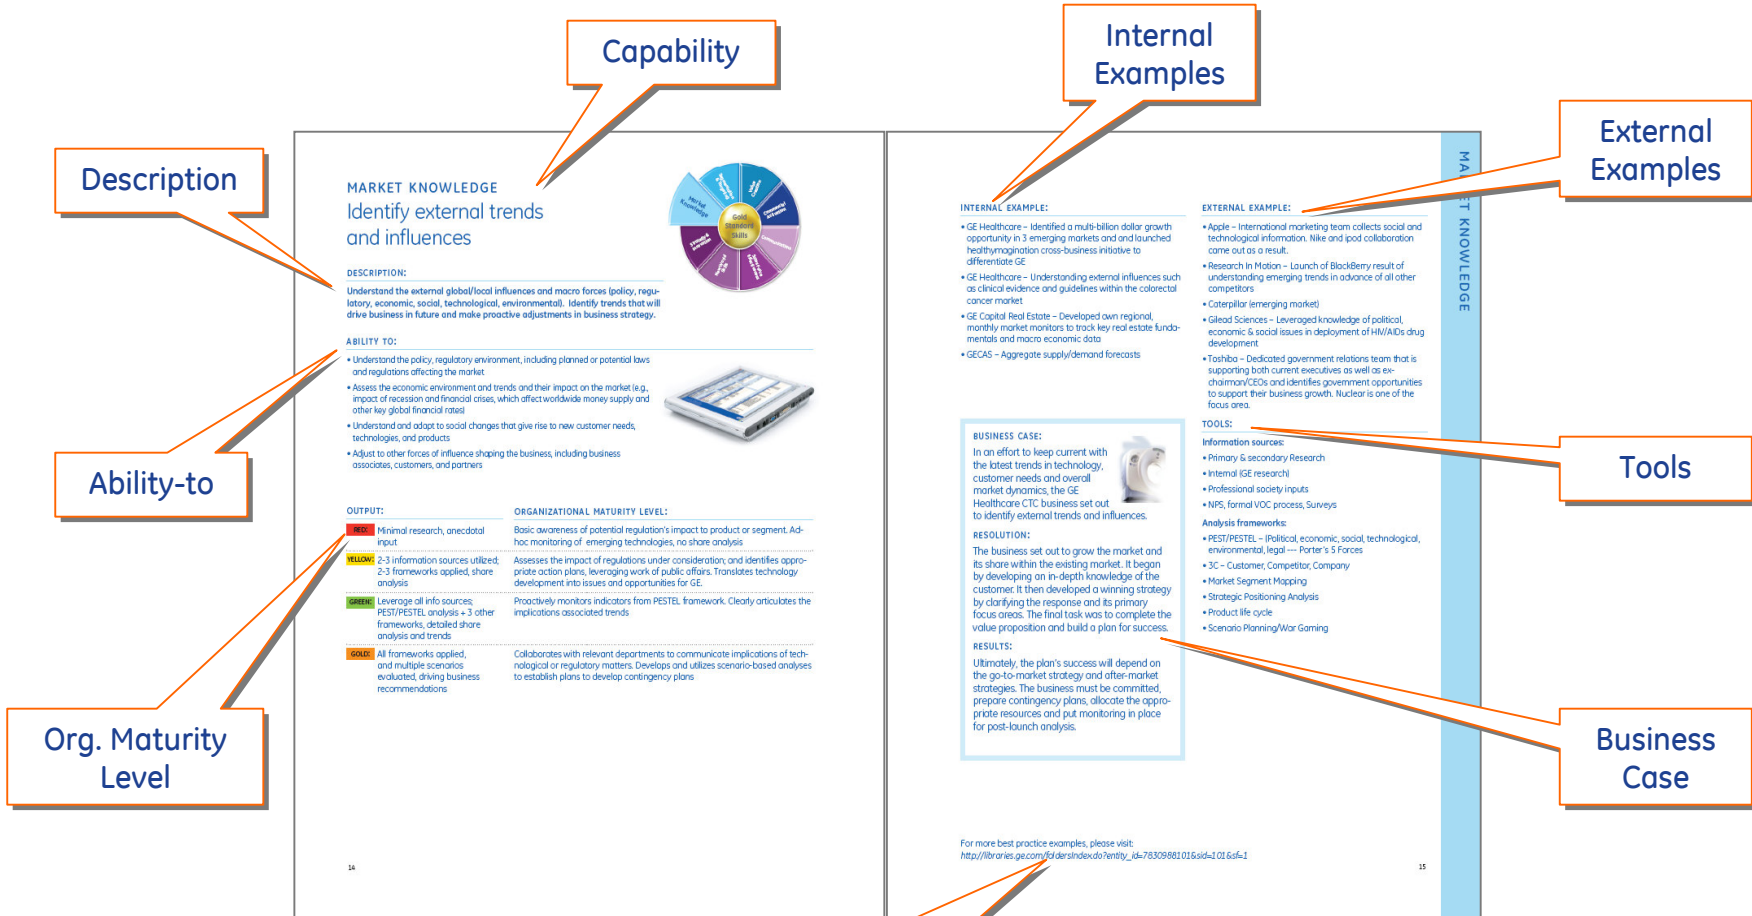 Capability
Internal
Examples
External
Examples
Description
Ability-to
Org. Maturity
Level
Tools
Business
Case
MARKET KNOWLEDGE
Identify external trends
and influences
Market
Knowledge
Gold
Standard
Skills
DESCRIPTION:
Understand the external global/local influences and macro forces (policy, regu-
latory, economic, social, technological, environmental). Identify trends that will
drive business in future and make proactive adjustments in business strategy.
ABILITY TO:
• Understand the policy, regulatory environment, including planned or potential laws
and regulations affecting the market
• Assess the economic environment and trends and their impact on the market (e.g.,
impact of recession and financial crises, which affect worldwide money supply and
other key global financial rates)
• Understand and adapt to social changes that give rise to new customer needs,
technologies, and products
• Adjust to other forces of influence shaping the business, including business
associates, customers, and partners
OUTPUT:
ORGANIZATIONAL MATURITY LEVEL:
RED: Minimal research, anecdotal
input
Basic awareness of potential regulation's impact to product or segment. Ad-
hoc monitoring of emerging technologies, no share analysis
YELLOW: 2-3 information sources utilized;
2-3 frameworks applied, share
analysis
Assesses the impact of regulations under consideration; and identifies appro-
priate action plans, leveraging work of public affairs. Translates technology
development into issues and opportunities for GE.
GREEN: Leverage all info sources;
PEST/PESTEL analysis + 3 other
frameworks, detailed share
analysis and trends
Proactively monitors indicators from PESTEL framework. Clearly articulates the
implications associated trends
GOLD: All frameworks applied,
and multiple scenarios
evaluated, driving business
recommendations
Collaborates with relevant departments to communicate implications of tech-
nological or regulatory matters. Develops and utilizes scenario-based analyses
to establish plans to develop contingency plans
14
INTERNAL EXAMPLE:
• GE Healthcare – Identified a multi-billion dollar growth
opportunity in 3 emerging markets and and launched
healthymagination cross-business initiative to
differentiate GE
• GE Healthcare – Understanding external influences such
as clinical evidence and guidelines within the colorectal
cancer market
• GE Capital Real Estate – Developed own regional,
monthly market monitors to track key real estate funda-
mentals and macro economic data
• GECAS – Aggregate supply/demand forecasts
BUSINESS CASE:
In an effort to keep current with
the latest trends in technology,
customer needs and overall
market dynamics, the GE
Healthcare CTC business set out
to identify external trends and influences.
RESOLUTION:
The business set out to grow the market and
its share within the existing market. It began
by developing an in-depth knowledge of the
customer. It then developed a winning strategy
by clarifying the response and its primary
focus areas. The final task was to complete the
value proposition and build a plan for success.
RESULTS:
Ultimately, the plan's success will depend on
the go-to-market strategy and after-market
strategies. The business must be committed,
prepare contingency plans, allocate the appro-
priate resources and put monitoring in place
for post-launch analysis.
EXTERNAL EXAMPLE:
• Apple – International marketing team collects social and
technological information. Nike and ipod collaboration
came out as a result.
• Research In Motion – Launch of BlackBerry result of
understanding emerging trends in advance of all other
competitors
• Caterpillar (emerging market)
• Gilead Sciences – Leveraged knowledge of political,
economic & social issues in deployment of HIV/AIDs drug
development
• Toshiba – Dedicated government relations team that is
supporting both current executives as well as ex-
chairman/CEOs and identifies government opportunities
to support their business growth. Nuclear is one of the
focus area.
TOOLS:
Information sources:
• Primary & secondary Research
• Internal (GE research)
• Professional society inputs
• NPS, formal VOC process, Surveys
Analysis frameworks:
• PEST/PESTEL – (Political, economic, social, technological,
environmental, legal --- Porter's 5 Forces
• 3C – Customer, Competitor, Company
• Market Segment Mapping
• Strategic Positioning Analysis
• Product life cycle
• Scenario Planning/War Gaming
For more best practice examples, please visit:
http://libraries.ge.com/foldersIndex.do?entity_id=7830988101&sid=101&sf=1
15
KNOWLEDGE